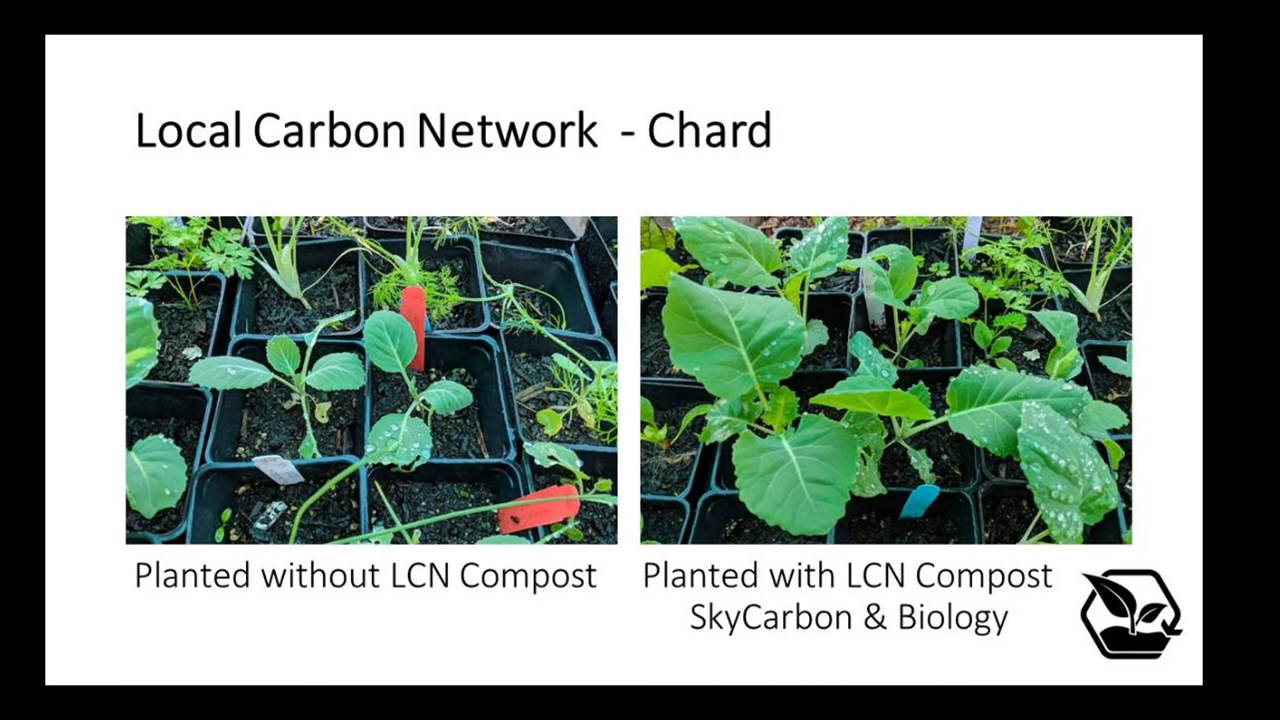 Local Carbon Network - Chard
Planted without LCN Compost
Planted with LCN Compost
SkyCarbon & Biology